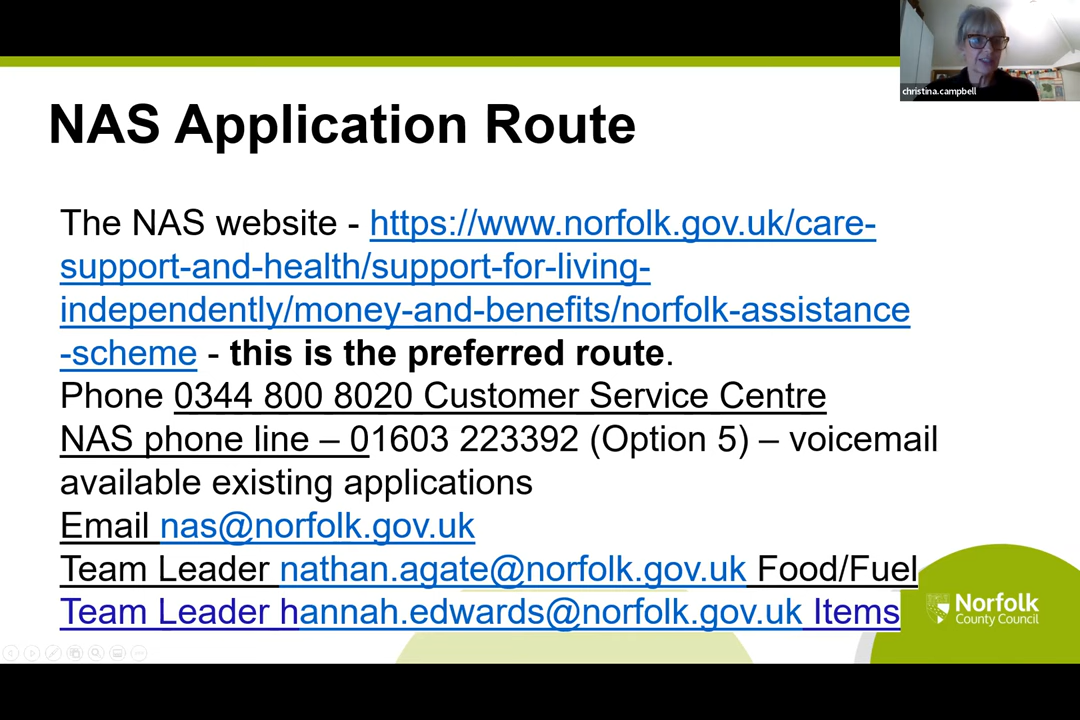 christina.campbell
NAS Application Route
The NAS website - https://www.norfolk.gov.uk/care-
support-and-health/support-for-living-
independently/money-and-benefits/norfolk-assistance
-scheme - this is the preferred route.
Phone 0344 800 8020 Customer Service Centre
NAS phone line – 01603 223392 (Option 5) – voicemail
available existing applications
Email nas@norfolk.gov.uk
Team Leader nathan.agate@norfolk.gov.uk Food/Fuel
Team Leader hannah.edwards@norfolk.gov.uk Items
Norfolk
County Council